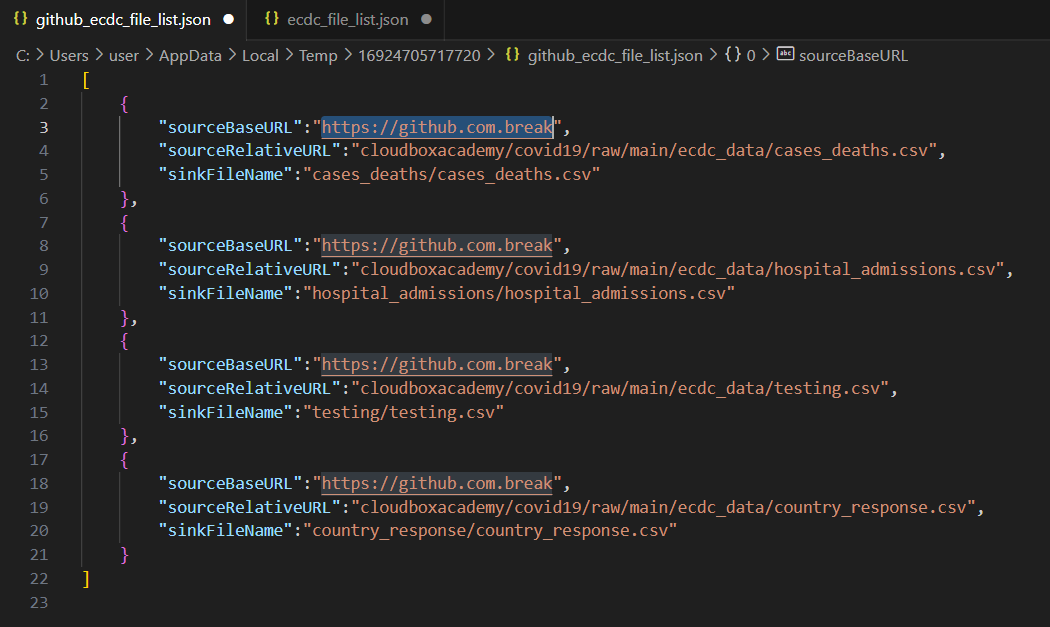 {} github_ecdc_file_list.json ● {} ecdc_file_list.json ●
C: > Users > user > AppData > Local > Temp > 16924705717720 > {} github_ecdc_file_list.json > {} 0 > abc sourceBaseURL
1 [
2 {
3 "sourceBaseURL":"https://github.com.break",
4 "sourceRelativeURL":"cloudboxacademy/covid19/raw/main/ecdc_data/cases_deaths.csv",
5 "sinkFileName":"cases_deaths/cases_deaths.csv"
6 },
7 {
8 "sourceBaseURL":"https://github.com.break",
9 "sourceRelativeURL":"cloudboxacademy/covid19/raw/main/ecdc_data/hospital_admissions.csv",
10 "sinkFileName":"hospital_admissions/hospital_admissions.csv"
11 },
12 {
13 "sourceBaseURL":"https://github.com.break",
14 "sourceRelativeURL":"cloudboxacademy/covid19/raw/main/ecdc_data/testing.csv",
15 "sinkFileName":"testing/testing.csv"
16 },
17 {
18 "sourceBaseURL":"https://github.com.break",
19 "sourceRelativeURL":"cloudboxacademy/covid19/raw/main/ecdc_data/country_response.csv",
20 "sinkFileName":"country_response/country_response.csv"
21 }
22 ]
23